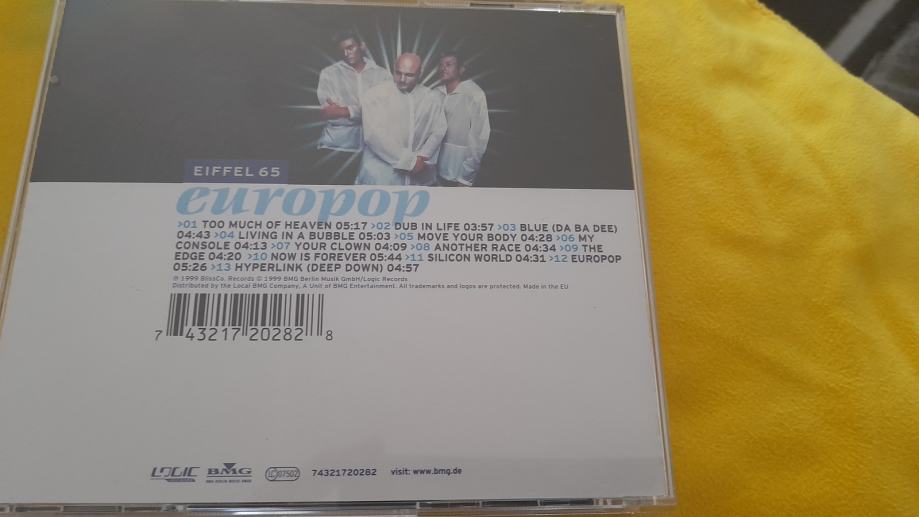 EIFFEL 65
europop
>01 TOO MUCH OF HEAVEN 05:17 >02 DUB IN LIFE 03:57 >03 BLUE (DA BA DEE)
04:43 >04 LIVING IN A BUBBLE 05:03 >05 MOVE YOUR BODY 04:28 >06 MY
CONSOLE 04:13 >07 YOUR CLOWN 04:09 >08 ANOTHER RACE 04:34 >09 THE
EDGE 04:20 >10 NOW IS FOREVER 05:44 >11 SILICON WORLD 04:31 >12 EUROPOP
05:26 >13 HYPERLINK (DEEP DOWN) 04:57
℗ 1999 BlissCo. Records © 1999 BMG Berlin Musik GmbH/Logic Records
Distributed by the Local BMG Company, A Unit of BMG Entertainment. All trademarks and logos are protected. Made in the EU
7 43217 20282 8
LOGIC BMG LC 07502 74321720282 visit: www.bmg.de